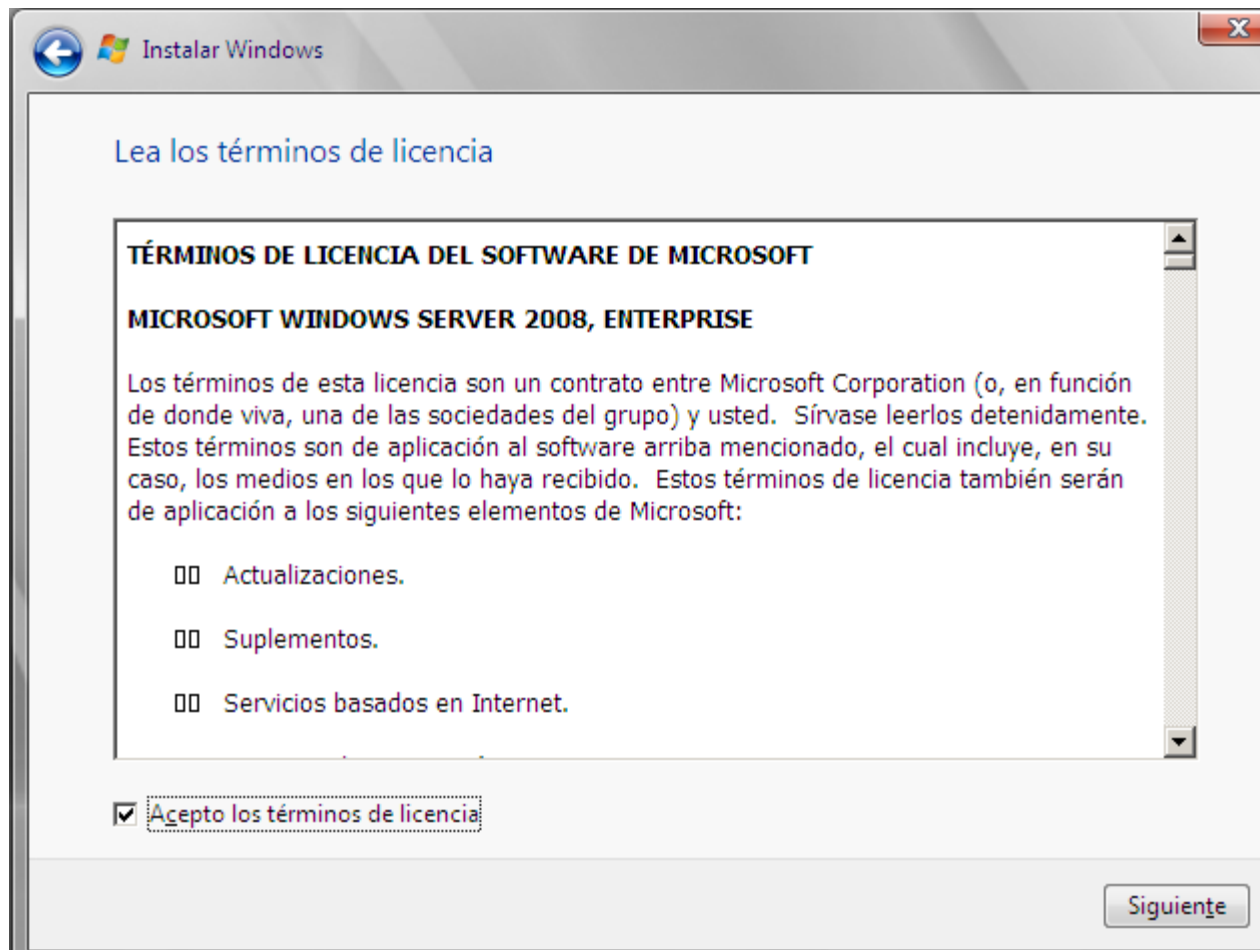 Instalar Windows
Lea los términos de licencia
TÉRMINOS DE LICENCIA DEL SOFTWARE DE MICROSOFT
MICROSOFT WINDOWS SERVER 2008, ENTERPRISE
Los términos de esta licencia son un contrato entre Microsoft Corporation (o, en función
de donde viva, una de las sociedades del grupo) y usted.  Sírvase leerlos detenidamente.
Estos términos son de aplicación al software arriba mencionado, el cual incluye, en su
caso, los medios en los que lo haya recibido.  Estos términos de licencia también serán
de aplicación a los siguientes elementos de Microsoft:
Actualizaciones.
Suplementos.
Servicios basados en Internet.
Acepto los términos de licencia
Siguiente